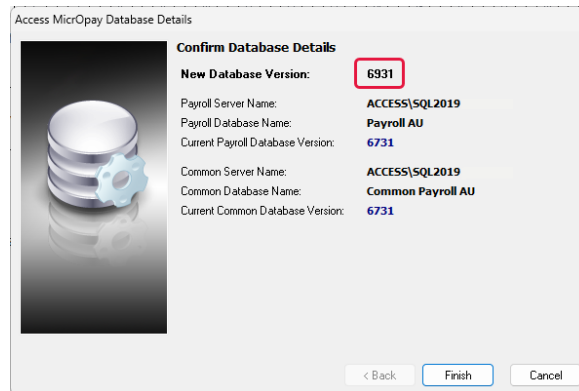 Access MicrOpay Database Details
Confirm Database Details
New Database Version: 6931
Payroll Server Name: ACCESS\SQL2019
Payroll Database Name: Payroll AU
Current Payroll Database Version: 6731
Common Server Name: ACCESS\SQL2019
Common Database Name: Common Payroll AU
Current Common Database Version: 6731
< Back Finish Cancel